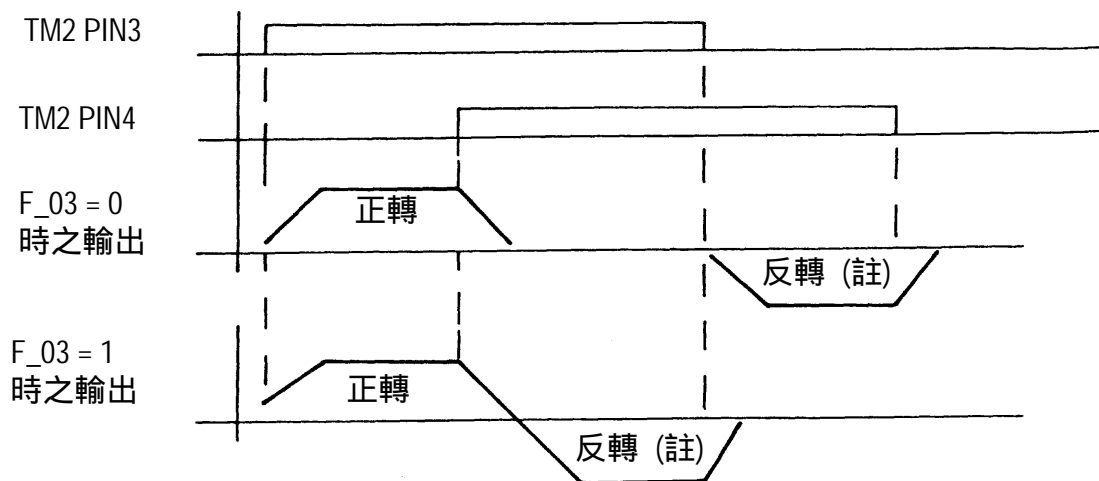 TM2 PIN3
TM2 PIN4
F_03 = 0
時之輸出
正轉
反轉 (註)
F_03 = 1
時之輸出
正轉
反轉 (註)